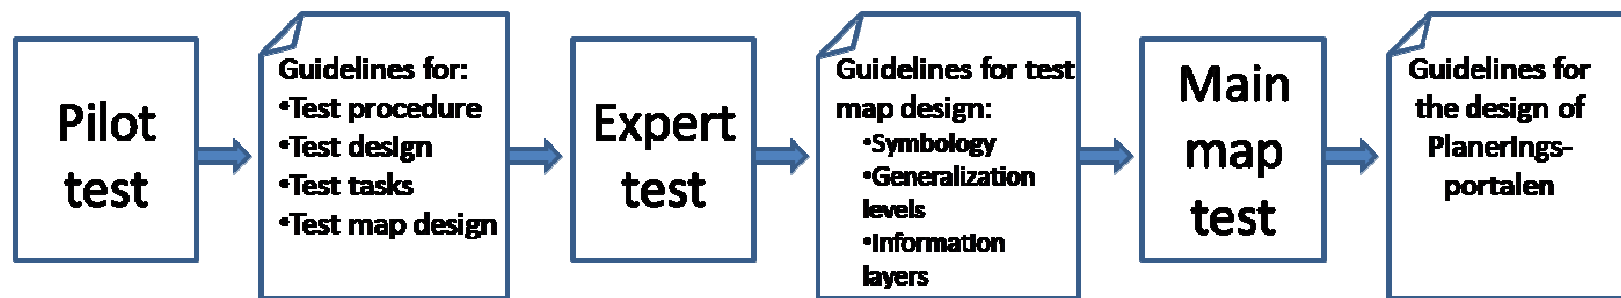 Pilot
test
Guidelines for:
•Test procedure
•Test design
•Test tasks
•Test map design
Expert
test
Guidelines for test
map design:
•Symbology
•Generalization
levels
•Information
layers
Main
map
test
Guidelines for
the design of
Planerings-
portalen